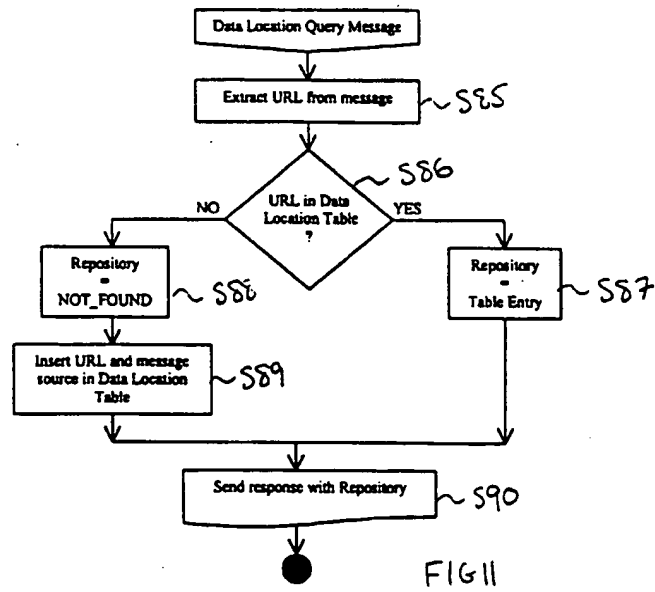 Data Location Query Message
Extract URL from message
S85
S86
URL in Data
Location Table
?
NO
YES
Repository
=
NOT_FOUND
S88
Repository
=
Table Entry
S87
Insert URL and message
source in Data Location
Table
S89
Send response with Repository
S90
FIG11